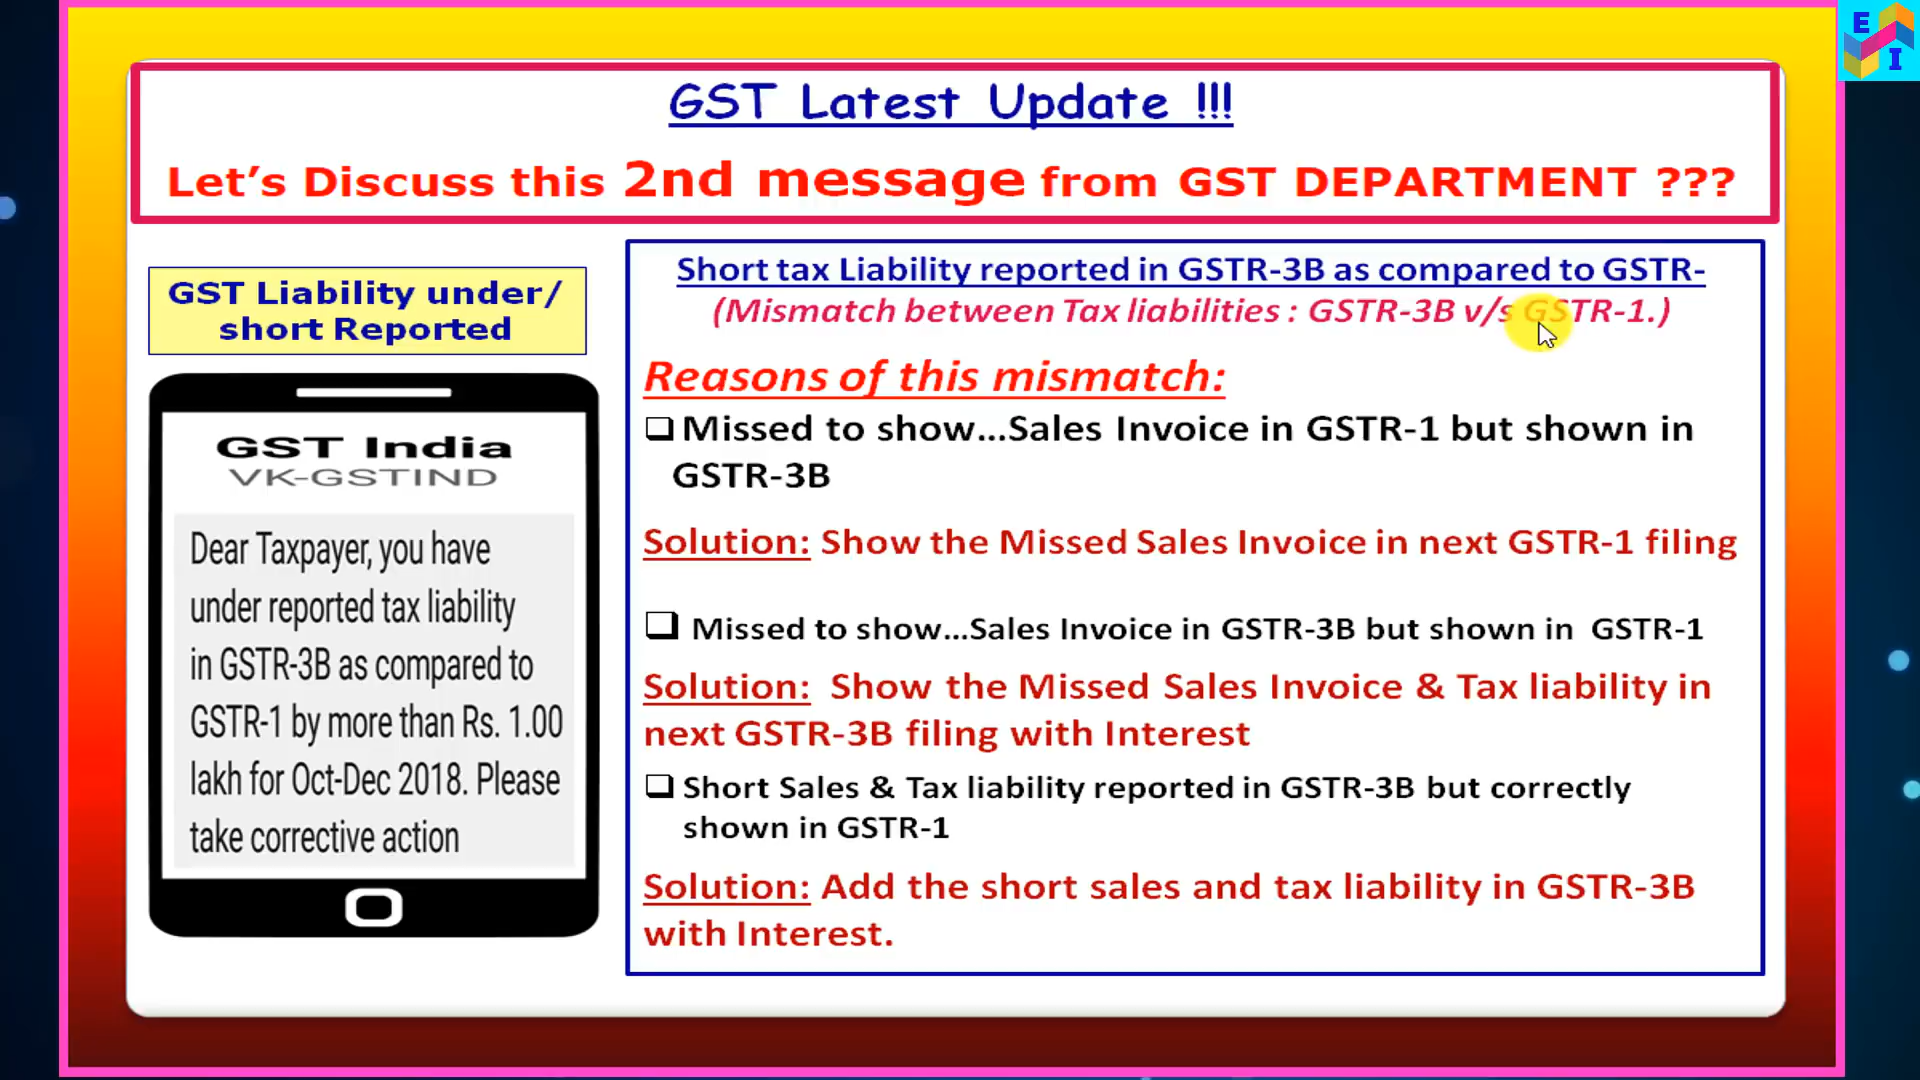 E
I
GST Latest Update !!!
Let's Discuss this 2nd message from GST DEPARTMENT ???
GST Liability under/
short Reported
GST India
VK-GSTIND
Dear Taxpayer, you have
under reported tax liability
in GSTR-3B as compared to
GSTR-1 by more than Rs. 1.00
lakh for Oct-Dec 2018. Please
take corrective action
Short tax Liability reported in GSTR-3B as compared to GSTR-
(Mismatch between Tax liabilities : GSTR-3B v/s GSTR-1.)
Reasons of this mismatch:
Missed to show...Sales Invoice in GSTR-1 but shown in
GSTR-3B
Solution: Show the Missed Sales Invoice in next GSTR-1 filing
Missed to show...Sales Invoice in GSTR-3B but shown in GSTR-1
Solution: Show the Missed Sales Invoice & Tax liability in
next GSTR-3B filing with Interest
Short Sales & Tax liability reported in GSTR-3B but correctly
shown in GSTR-1
Solution: Add the short sales and tax liability in GSTR-3B
with Interest.